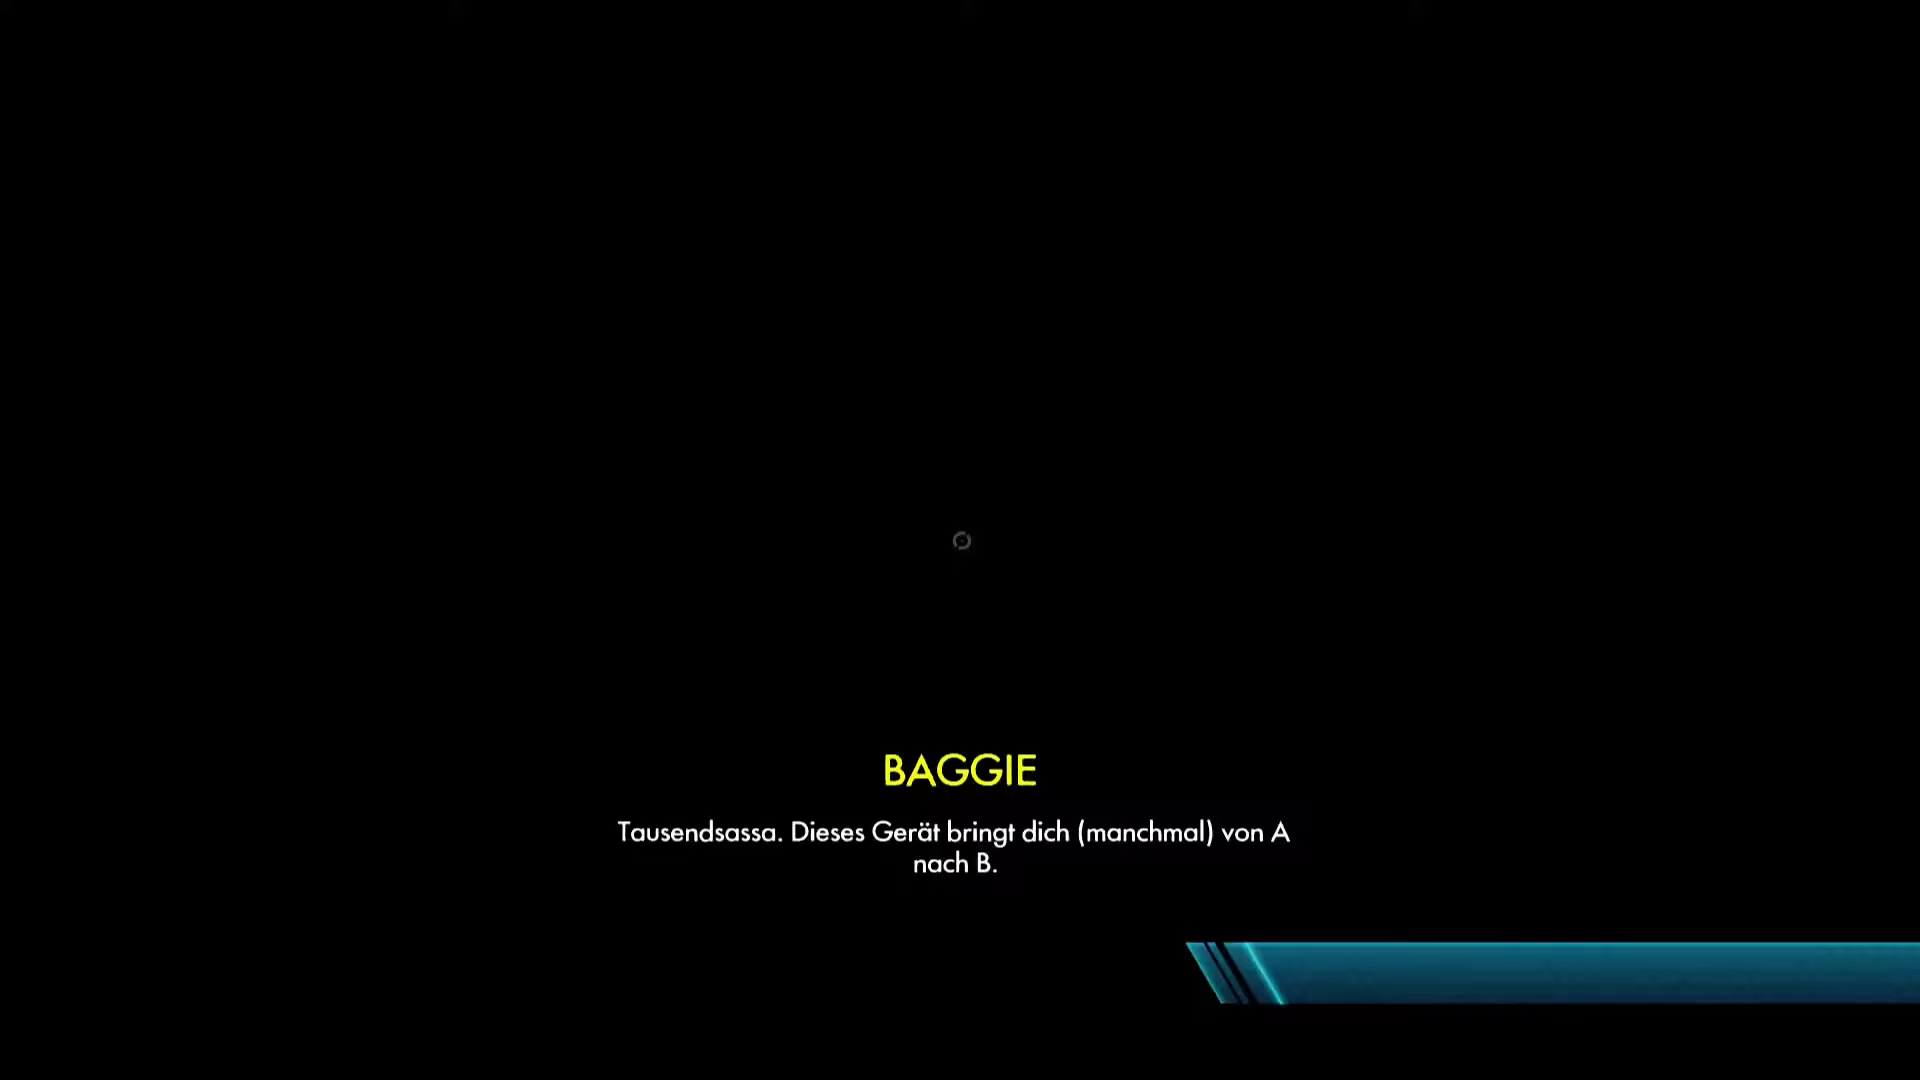 BAGGIE
Tausendsassa. Dieses Gerät bringt dich (manchmal) von A
nach B.